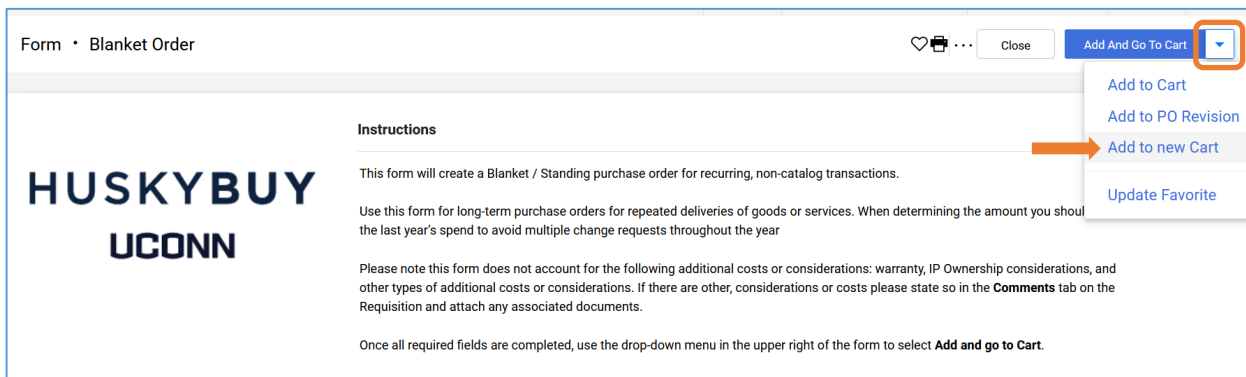 Form • Blanket Order
... Close Add And Go To Cart
Add to Cart
Add to PO Revision
Add to new Cart
Update Favorite
HUSKYBUY
UCONN
Instructions
This form will create a Blanket / Standing purchase order for recurring, non-catalog transactions.
Use this form for long-term purchase orders for repeated deliveries of goods or services. When determining the amount you
the last year's spend to avoid multiple change requests throughout the year
Please note this form does not account for the following additional costs or considerations: warranty, IP Ownership considerations, and
other types of additional costs or considerations. If there are other, considerations or costs please state so in the Comments tab on the
Requisition and attach any associated documents.
Once all required fields are completed, use the drop-down menu in the upper right of the form to select Add and go to Cart.